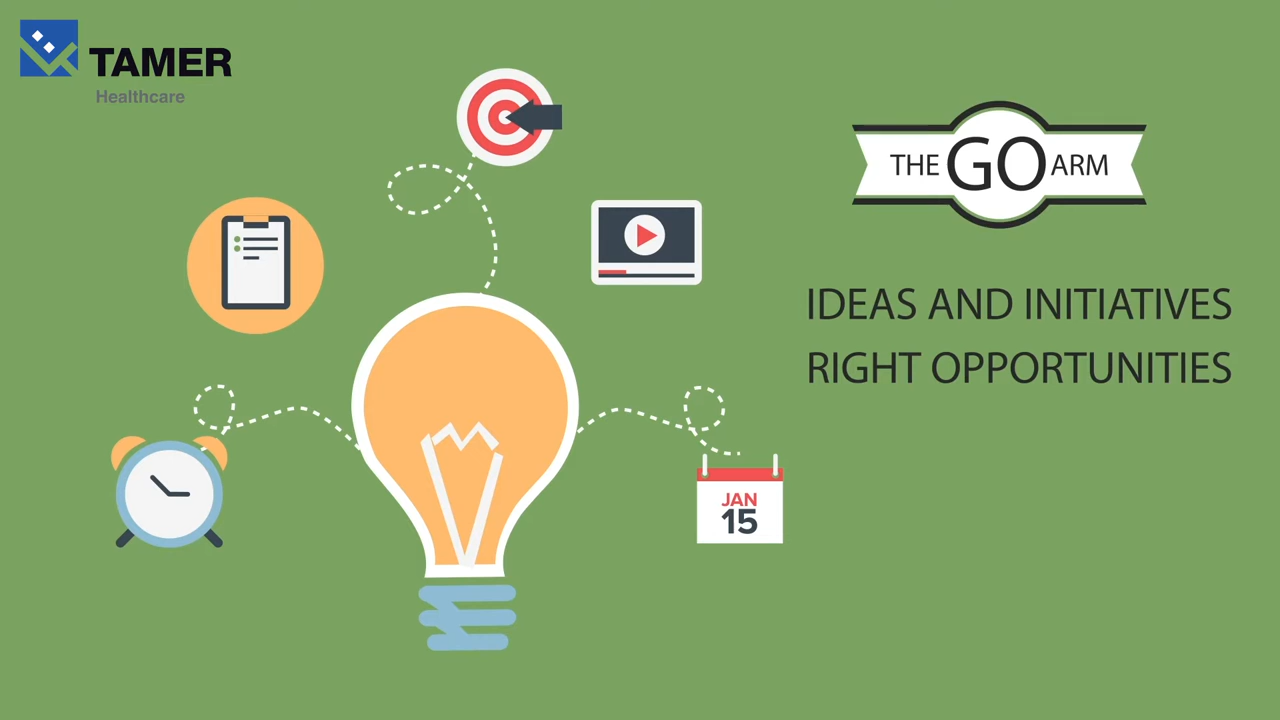 TAMER
Healthcare
THE GO ARM
IDEAS AND INITIATIVES
RIGHT OPPORTUNITIES
JAN
15